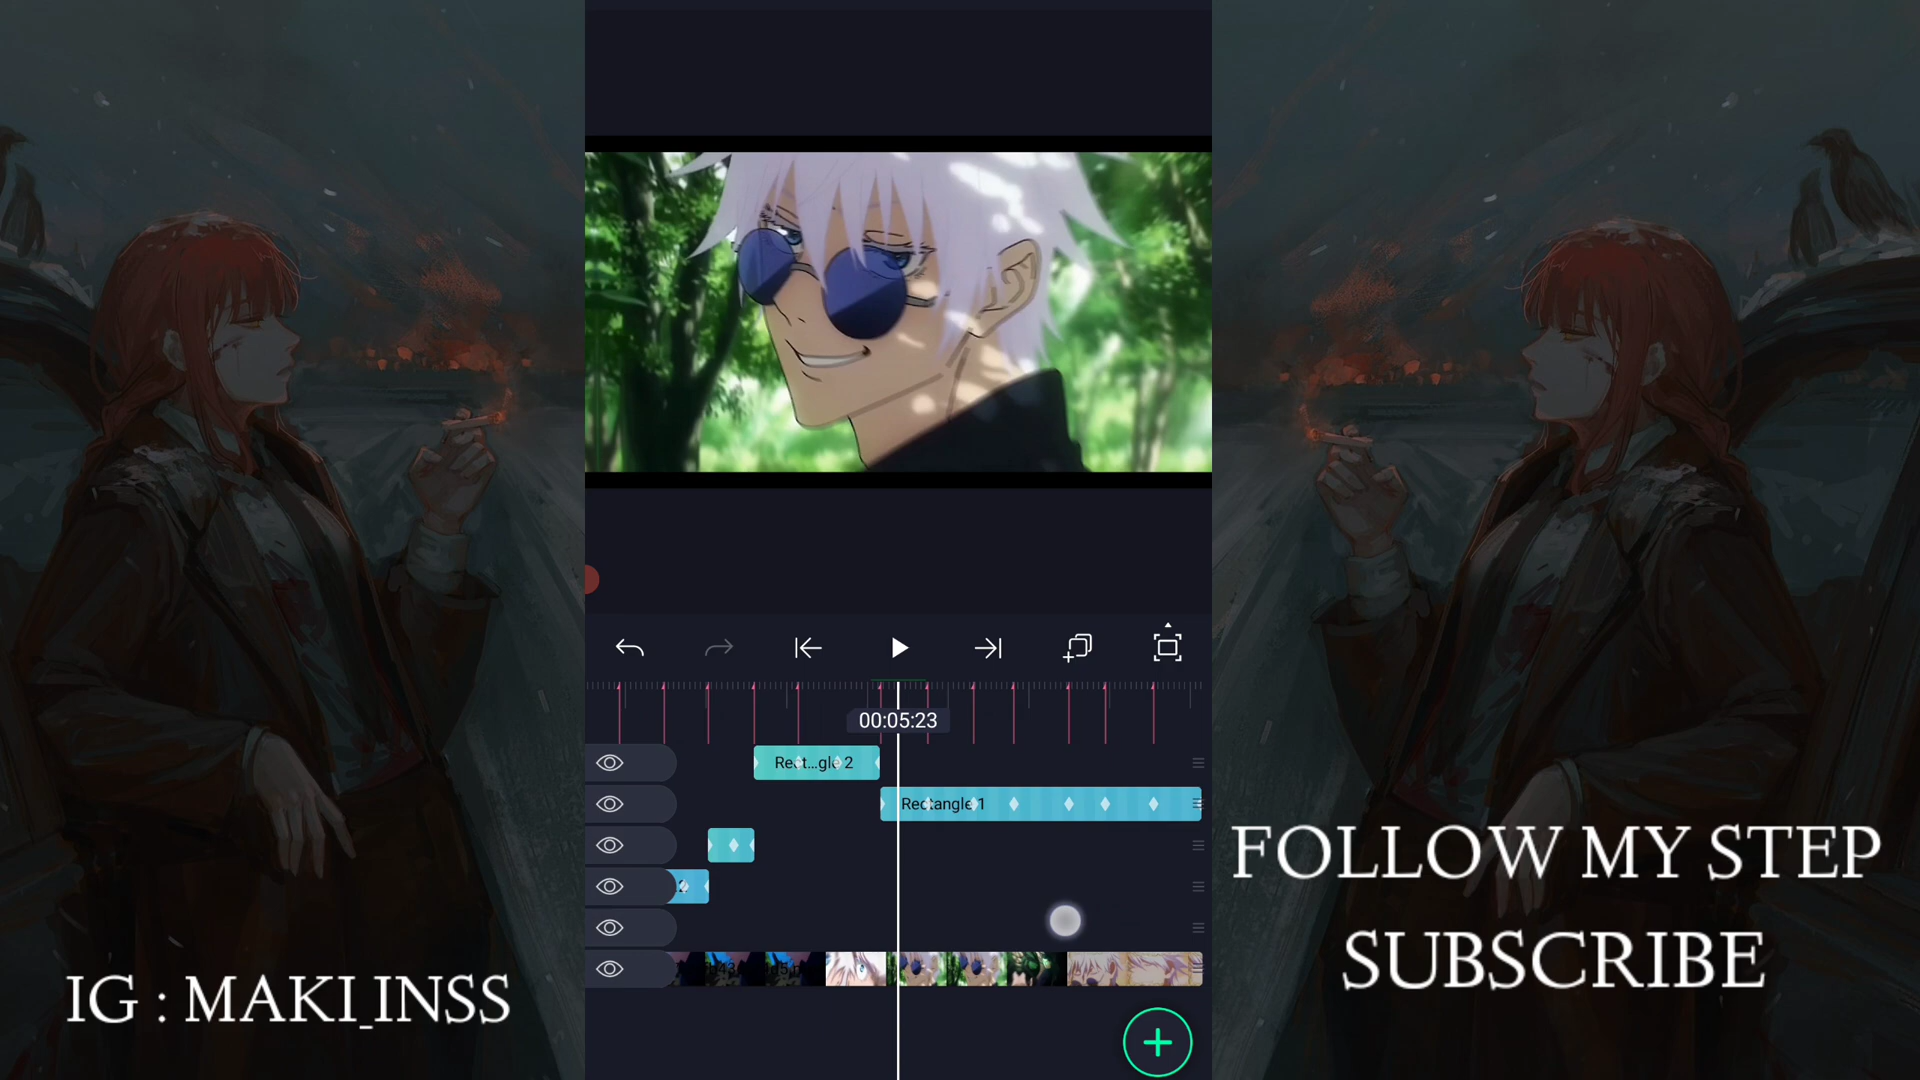 00:05:23
Rect...gle 2
Rectangle 1
FOLLOW MY STEP
SUBSCRIBE
IG : MAKI_INSS